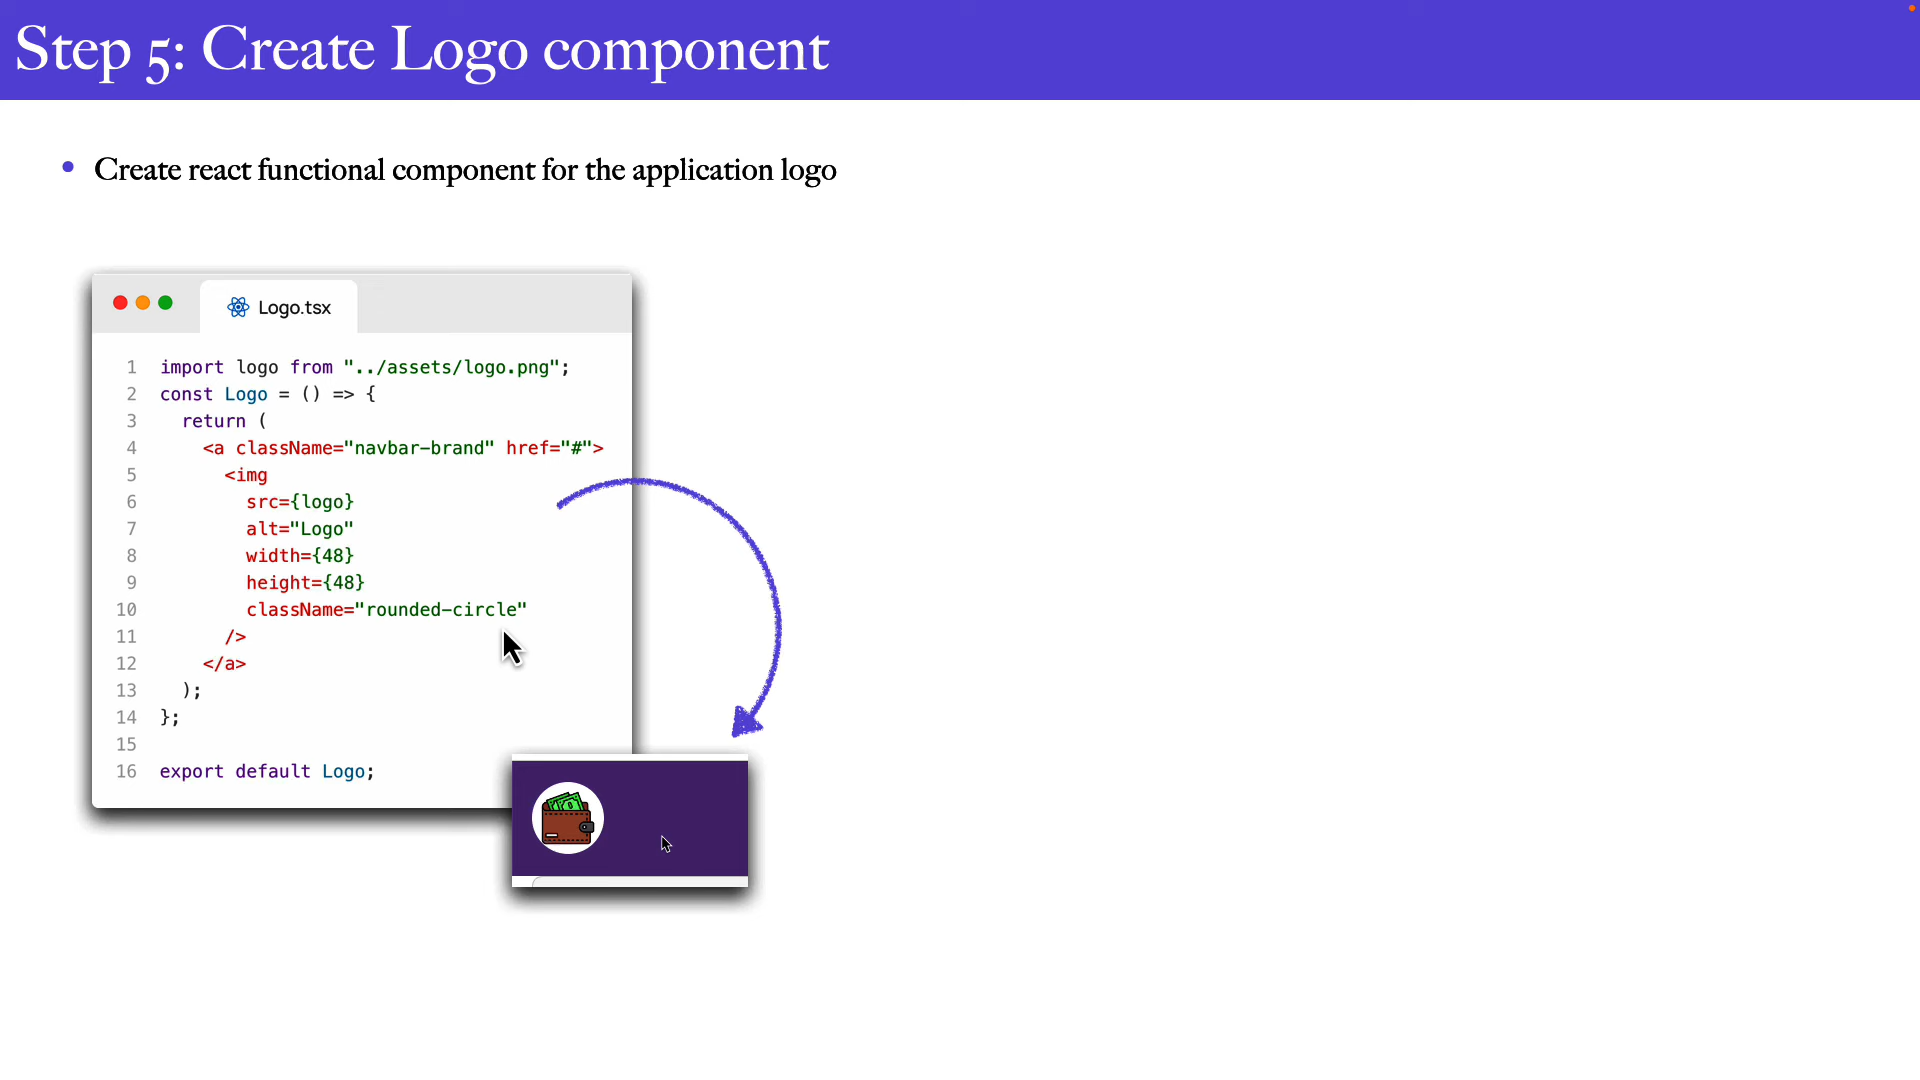 Step 5: Create Logo component
• Create react functional component for the application logo
Logo.tsx
1 import logo from "../assets/logo.png";
2 const Logo = () => {
3   return (
4     <a className="navbar-brand" href="#">
5       <img
6         src={logo}
7         alt="Logo"
8         width={48}
9         height={48}
10         className="rounded-circle"
11       />
12     </a>
13   );
14 };
15
16 export default Logo;